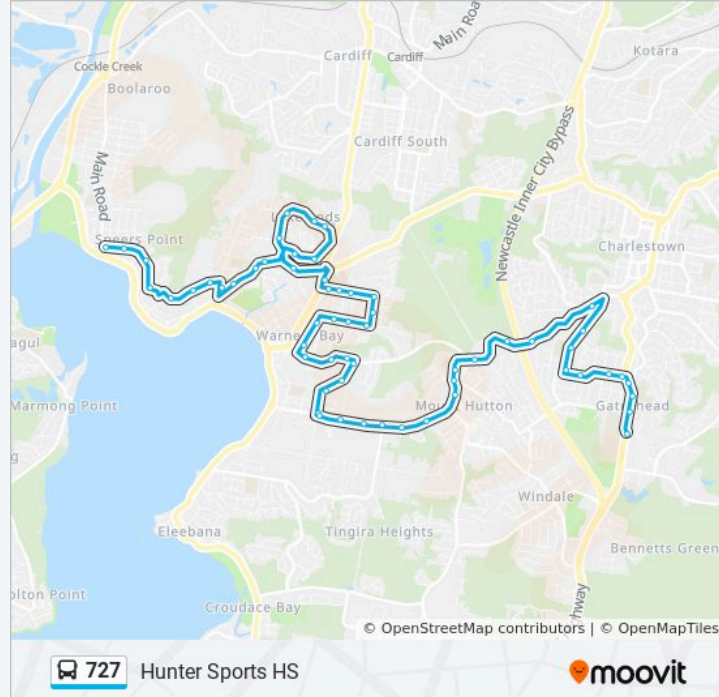 Main Roa
Kotara
Cardiff
Cardiff
Cockle Creek
Boolaroo
Cardiff South
Newcastle Inner City Bypass
Main Road
Speers Point
Charlestown
Warners Bay
agul
Marmong Point
Mount Hutton
Gateshead
g
Windale
Eleebana
Tingira Heights
Bennetts Green
olton Point
Croudace Bay
hway
© OpenStreetMap contributors | © OpenMapTiles
727 Hunter Sports HS
moovit